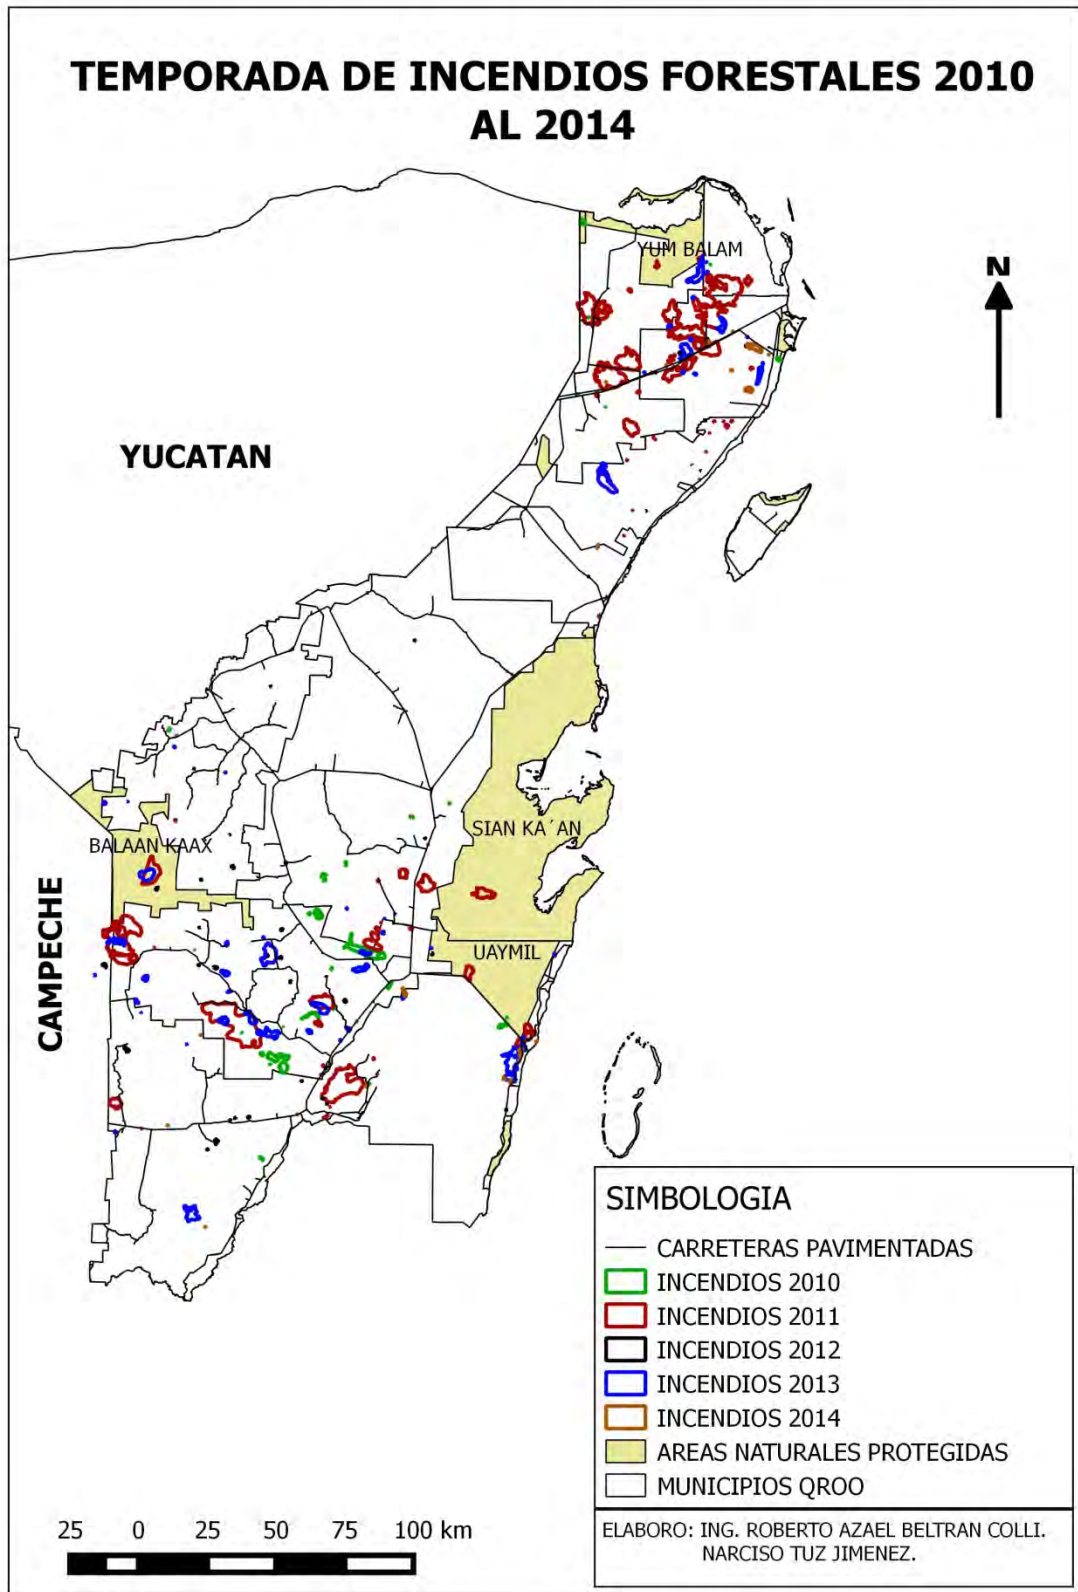 TEMPORADA DE INCENDIOS FORESTALES 2010
AL 2014
YUM BALAM
N
YUCATAN
SIAN KA´AN
BALAAN KAAX
CAMPECHE
UAYMIL
SIMBOLOGIA
CARRETERAS PAVIMENTADAS
INCENDIOS 2010
INCENDIOS 2011
INCENDIOS 2012
INCENDIOS 2013
INCENDIOS 2014
AREAS NATURALES PROTEGIDAS
MUNICIPIOS QROO
25 0 25 50 75 100 km
ELABORO: ING. ROBERTO AZAEL BELTRAN COLLI.
NARCISO TUZ JIMENEZ.